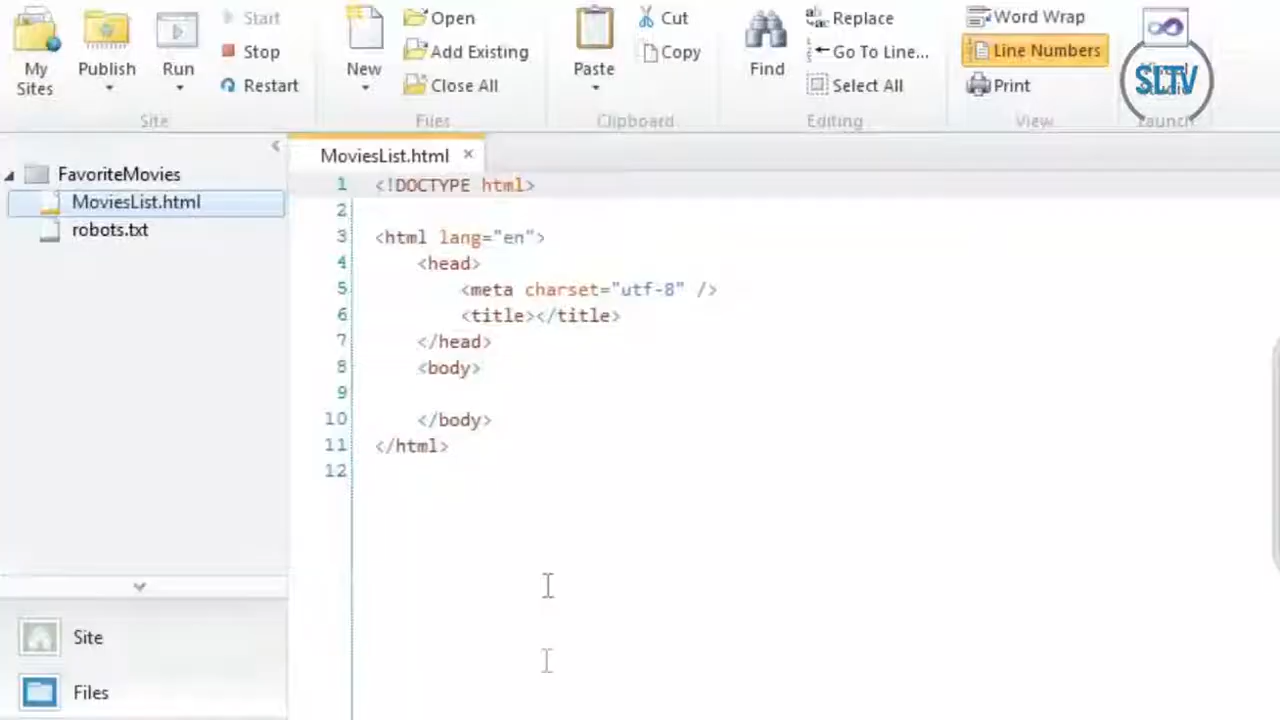 My Sites
Publish
Run
Start
Stop
Restart
Site
New
Open
Add Existing
Close All
Files
Paste
Cut
Copy
Clipboard
Find
Replace
Go To Line...
Select All
Editing
Word Wrap
Line Numbers
Print
View
SLTV
Launch
FavoriteMovies
MoviesList.html
robots.txt
Site
Files
MoviesList.html
1 <!DOCTYPE html>
2
3 <html lang="en">
4 <head>
5 <meta charset="utf-8" />
6 <title></title>
7 </head>
8 <body>
9
10 </body>
11 </html>
12